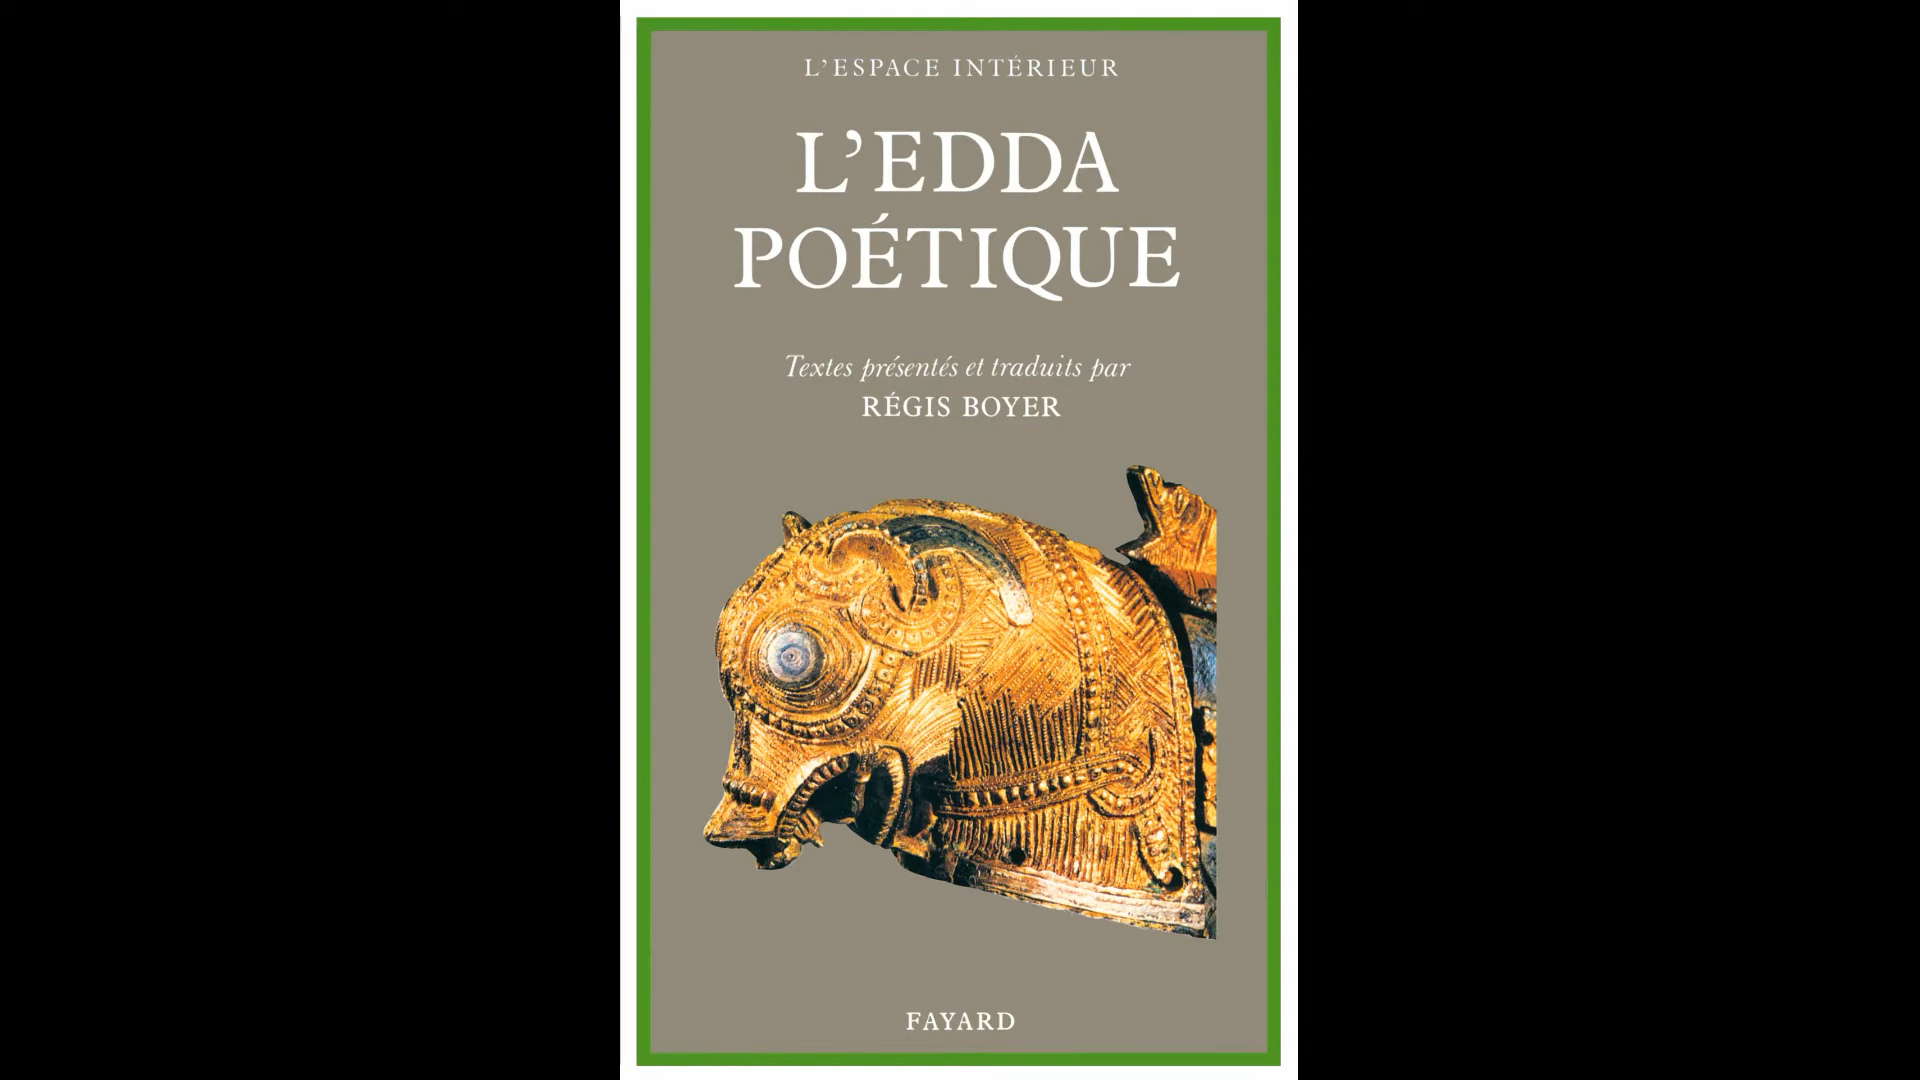 L'ESPACE INTÉRIEUR
L'EDDA
POÉTIQUE
Textes présentés et traduits par
RÉGIS BOYER
FAYARD